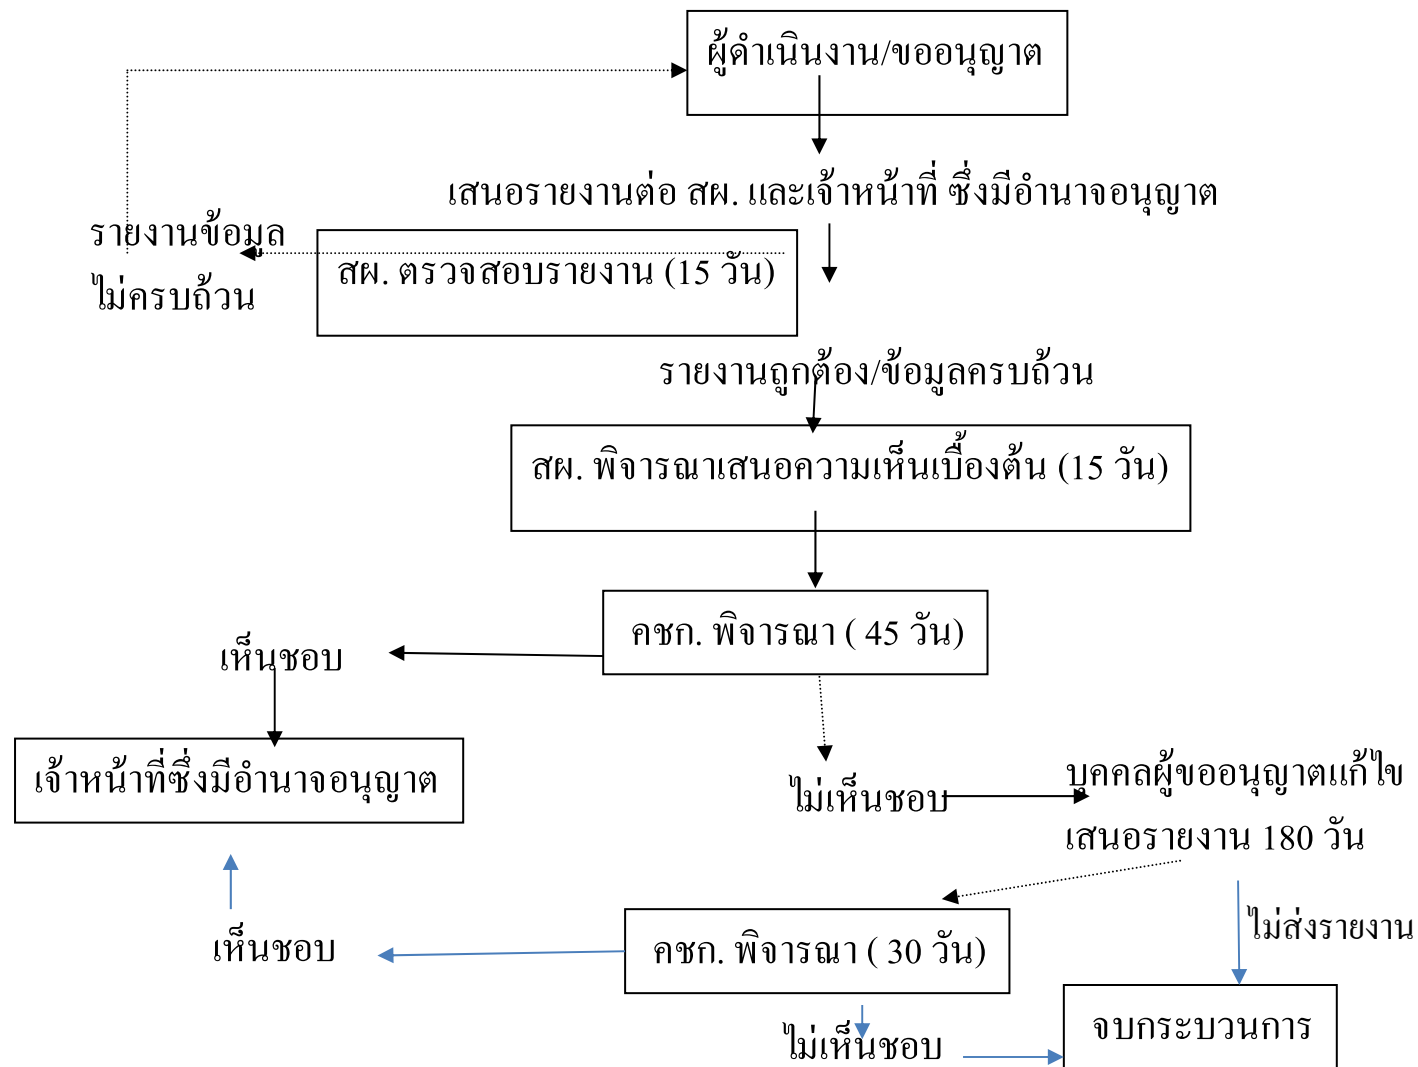 ผู้ดำเนินงาน/ขออนุญาต
เสนอรายงานต่อ สผ. และเจ้าหน้าที่ ซึ่งมีอำนาจอนุญาต
รายงานข้อมูล
ไม่ครบถ้วน
สผ. ตรวจสอบรายงาน (15 วัน)
รายงานถูกต้อง/ข้อมูลครบถ้วน
สผ. พิจารณาเสนอความเห็นเบื้องต้น (15 วัน)
คชก. พิจารณา ( 45 วัน)
เห็นชอบ
เจ้าหน้าที่ซึ่งมีอำนาจอนุญาต
ไม่เห็นชอบ
บุคคลผู้ขออนุญาตแก้ไข
เสนอรายงาน 180 วัน
ไม่ส่งรายงาน
คชก. พิจารณา ( 30 วัน)
เห็นชอบ
ไม่เห็นชอบ
จบกระบวนการ